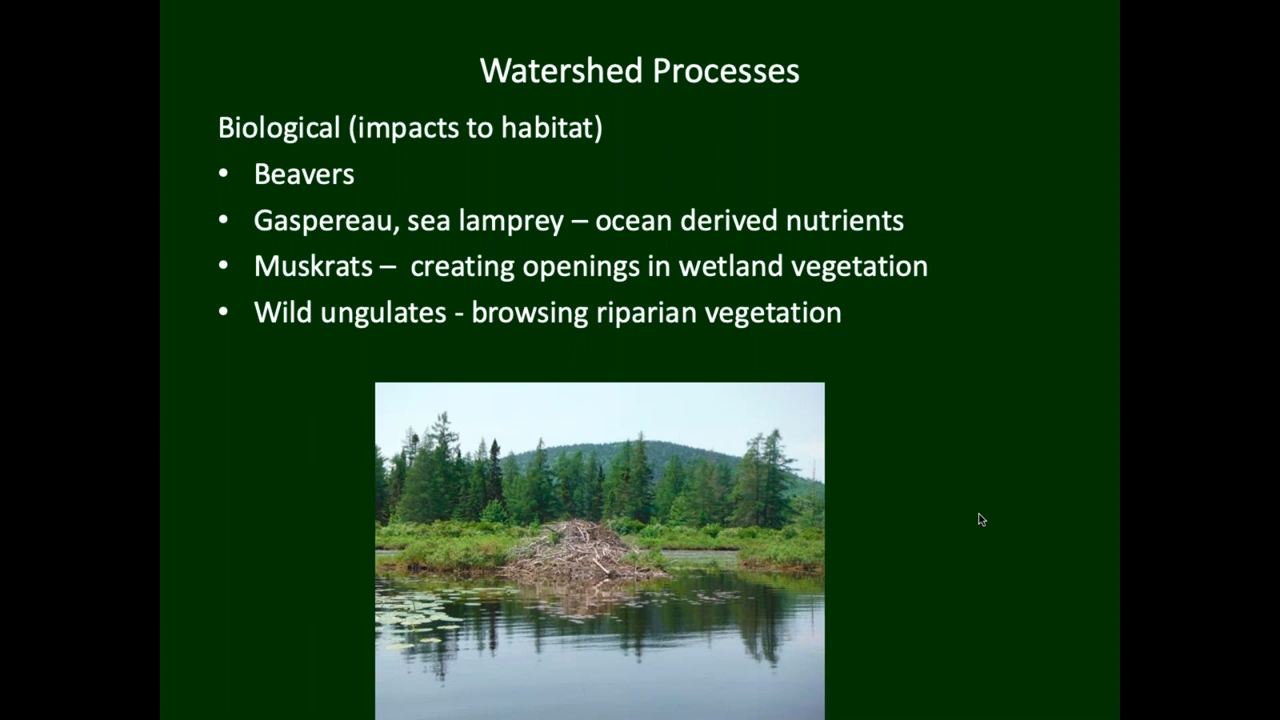 Watershed Processes
Biological (impacts to habitat)
• Beavers
• Gaspereau, sea lamprey – ocean derived nutrients
• Muskrats –  creating openings in wetland vegetation
• Wild ungulates - browsing riparian vegetation